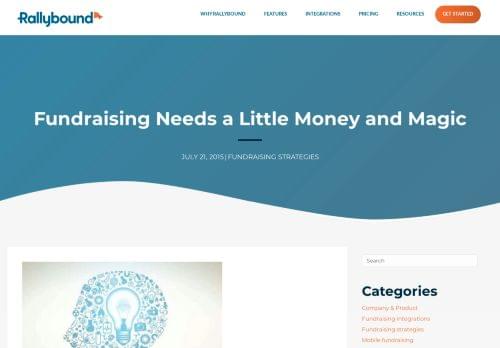 Rallybound
WHY RALLYBOUND
FEATURES
INTEGRATIONS
PRICING
RESOURCES
GET STARTED
Fundraising Needs a Little Money and Magic
JULY 21, 2015 | FUNDRAISING STRATEGIES
Search
Categories
Company & Product
Fundraising integrations
Fundraising strategies
Mobile fundraising